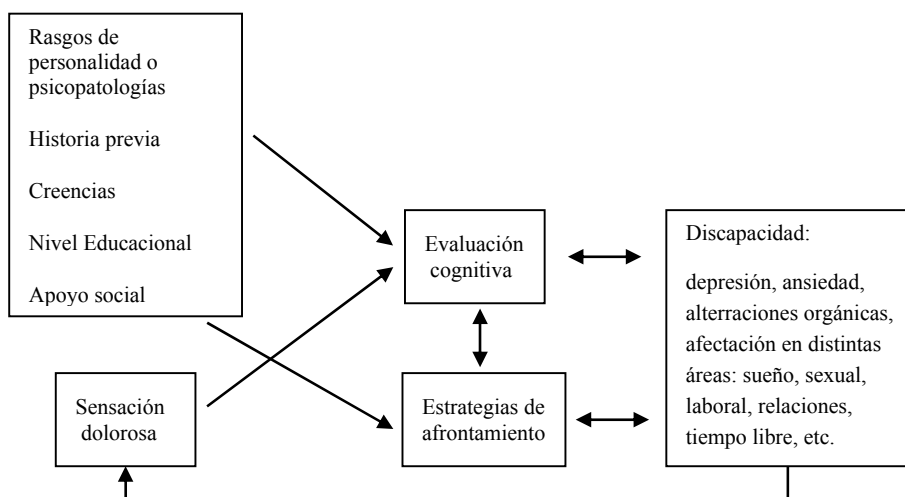 Rasgos de
personalidad o
psicopatologías
Historia previa
Creencias
Nivel Educacional
Apoyo social
Evaluación
cognitiva
Discapacidad:
depresión, ansiedad,
alterraciones orgánicas,
afectación en distintas
áreas: sueño, sexual,
laboral, relaciones,
tiempo libre, etc.
Sensación
dolorosa
Estrategias de
afrontamiento